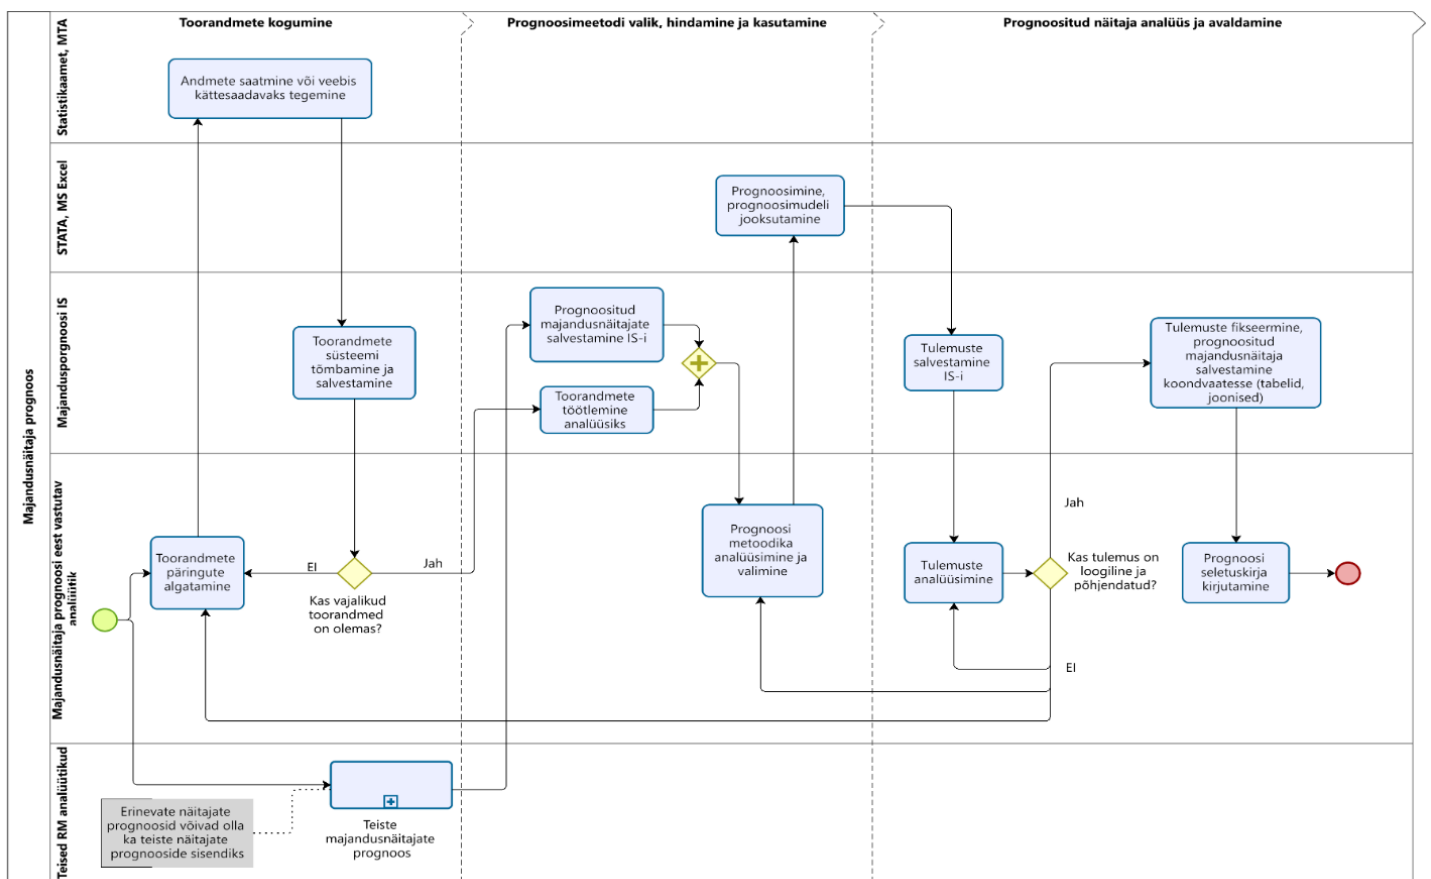 Toorandmete kogumine
Prognoosimeetodi valik, hindamine ja kasutamine
Prognoositud näitaja analüüs ja avaldamine
Majandusnäitaja prognoos
Statistikaamet, MTA
Andmete saatmine või veebis
kättesaadavaks tegemine
STATA, MS Excel
Prognoosimine,
prognoosimudeli
jooksutamine
Majandusporgnoosi IS
Toorandmete
süsteemi
tõmbamine ja
salvestamine
Prognoositud
majandusnäitajate
salvestamine IS-i
Toorandmete
töötlemine
analüüsiks
Tulemuste
salvestamine
IS-i
Tulemuste fikseermine,
prognoositud
majandusnäitaja
salvestamine
koondvaatesse (tabelid,
joonised)
Majandusnäitaja prognoosi eest vastutav
analüütik
Toorandmete
päringute
algatamine
EI
Jah
Kas vajalikud
toorandmed
on olemas?
Prognoosi
metoodika
analüüsimine ja
valimine
Tulemuste
analüüsimine
Jah
Kas tulemus on
loogiline ja
põhjendatud?
EI
Prognoosi
seletuskirja
kirjutamine
Teised RM analüütikud
Erinevate näitajate
prognoosid võivad olla
ka teiste näitajate
prognooside sisendiks
Teiste
majandusnäitajate
prognoos